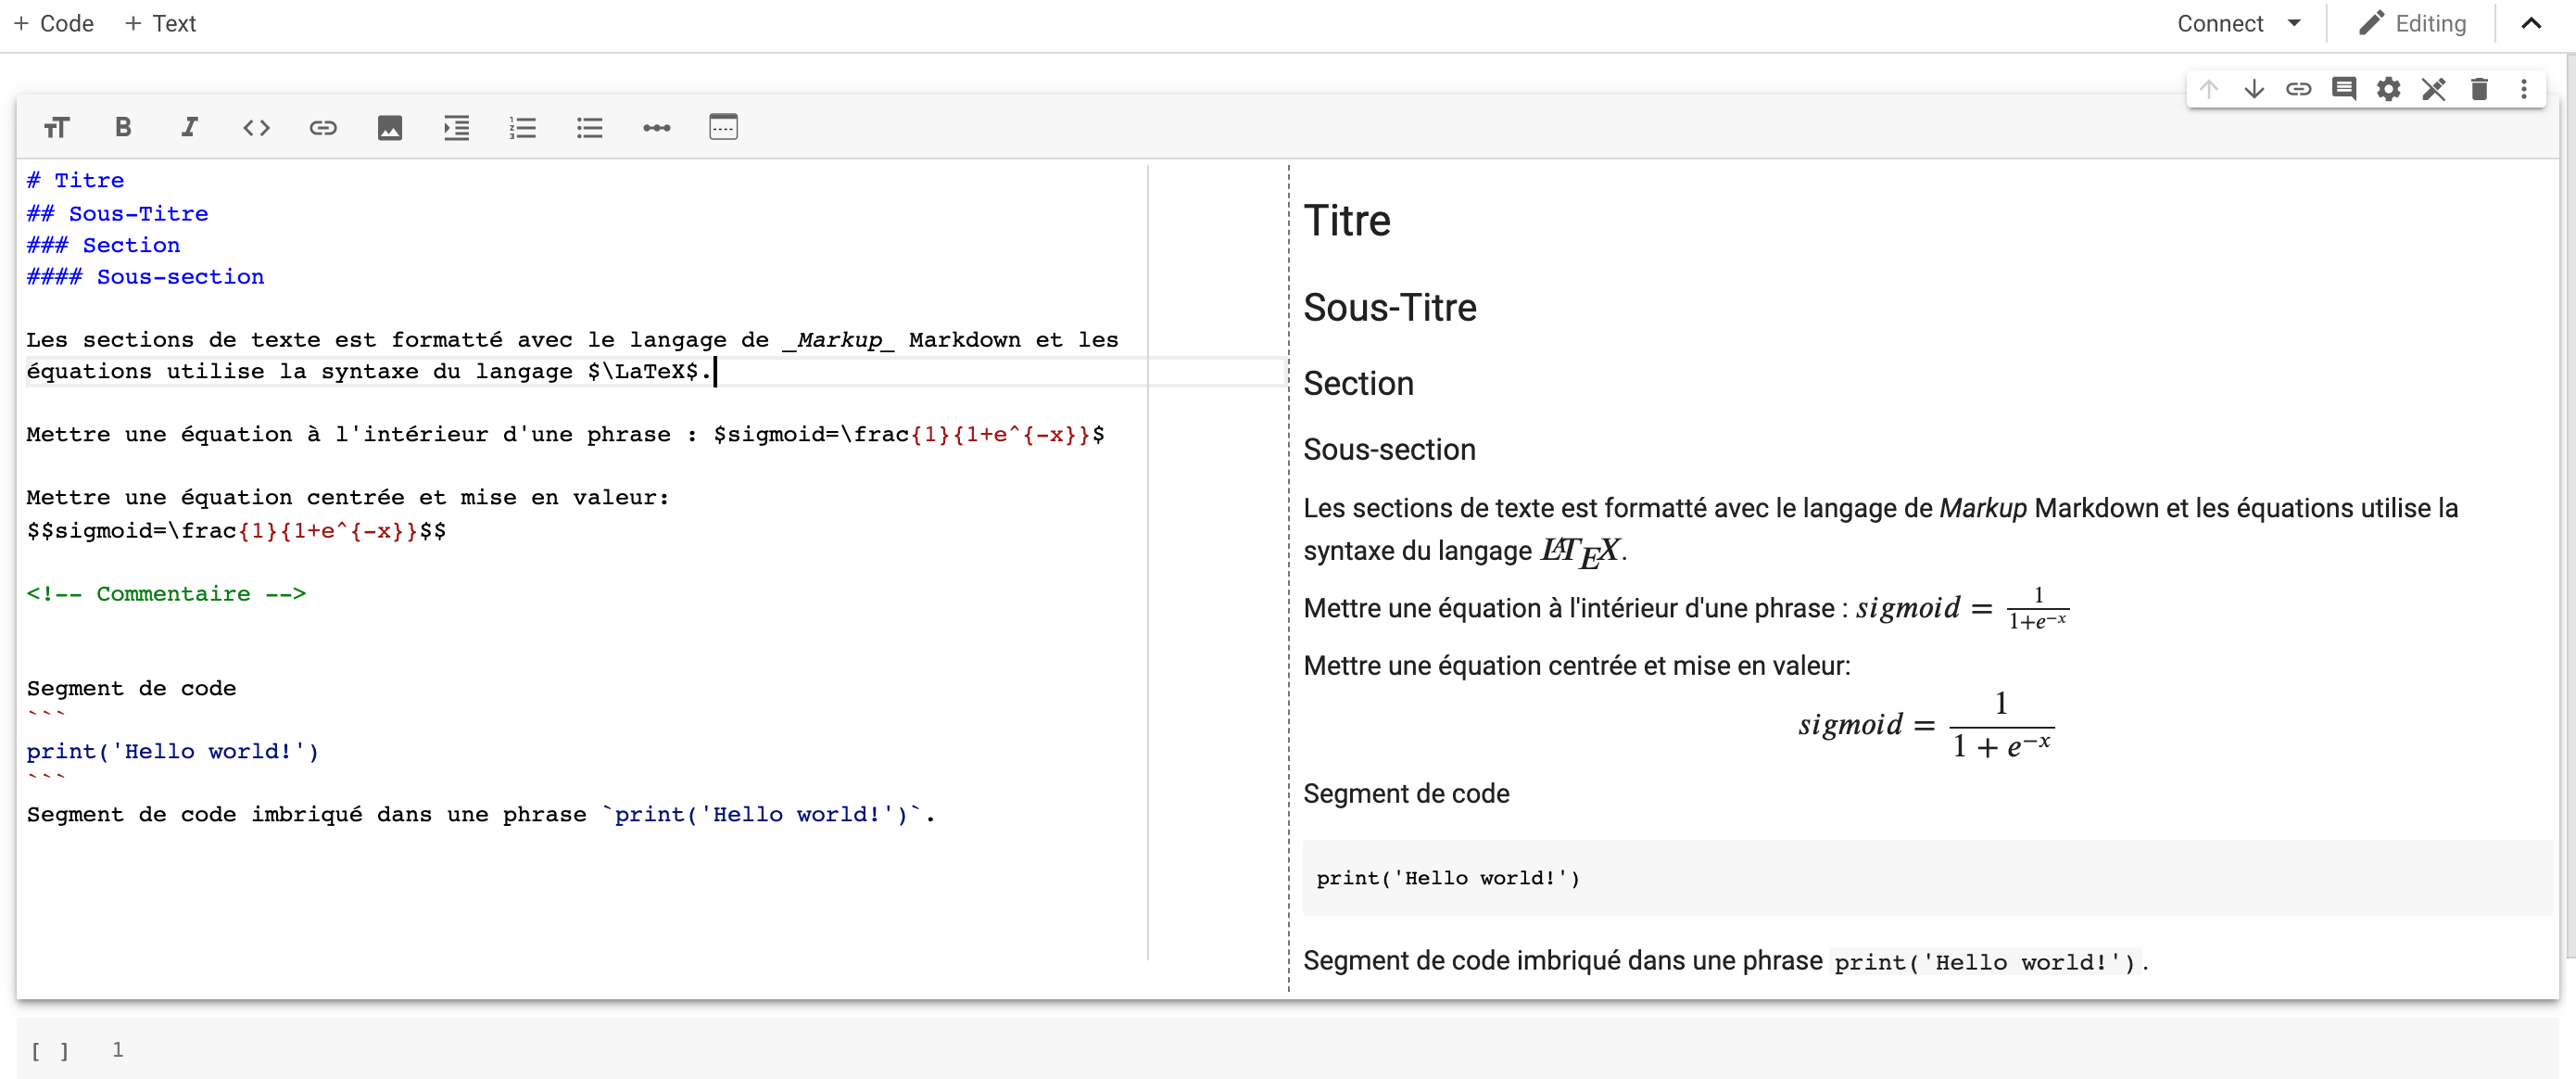 + Code + Text Connect Editing
# Titre
## Sous-Titre
### Section
#### Sous-section
Les sections de texte est formatté avec le langage de _Markup_ Markdown et les
équations utilise la syntaxe du langage $\LaTeX$.
Mettre une équation à l'intérieur d'une phrase : $sigmoid=\frac{1}{1+e^{-x}}$
Mettre une équation centrée et mise en valeur:
$$sigmoid=\frac{1}{1+e^{-x}}$$
<!-- Commentaire -->
Segment de code
```
print('Hello world!')
```
Segment de code imbriqué dans une phrase `print('Hello world!')`.
Titre
Sous-Titre
Section
Sous-section
Les sections de texte est formatté avec le langage de Markup Markdown et les équations utilise la
syntaxe du langage LATEX.
Mettre une équation à l'intérieur d'une phrase : sigmoid = 1/(1+e^−x)
Mettre une équation centrée et mise en valeur:
sigmoid = 1/(1 + e^−x)
Segment de code
print('Hello world!')
Segment de code imbriqué dans une phrase print('Hello world!').
[ ] 1